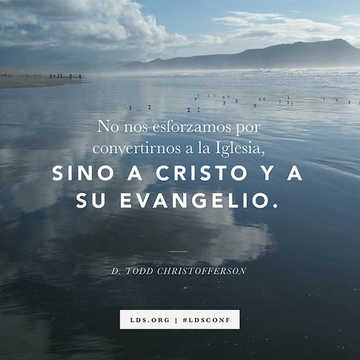 No nos esforzamos por
convertirnos a la Iglesia,
SINO A CRISTO Y A
SU EVANGELIO.
D. TODD CHRISTOFFERSON
LDS.ORG | #LDSCONF